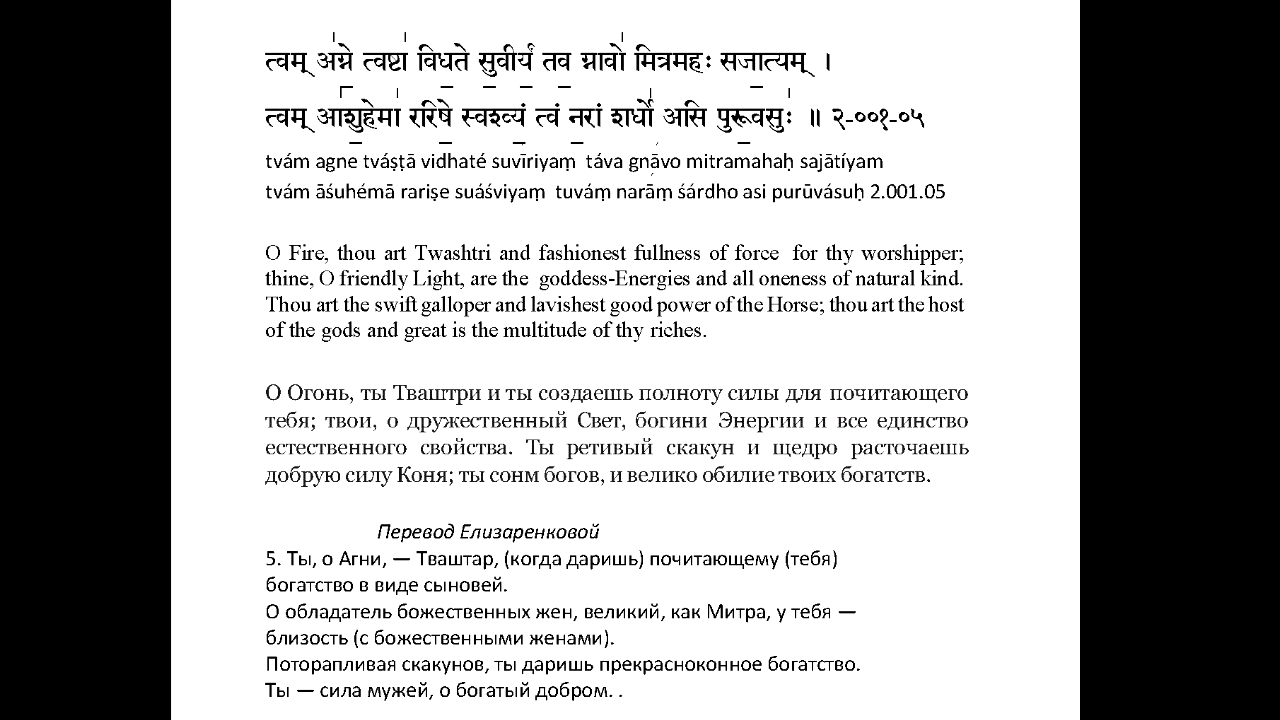 त्वम् अ॑ग्ने त्वष्टा॑ विध॒ते सु॒वीर्यं॒ तव॒ ग्नावो॑ मित्रमहः सजा॒त्यम् ।
त्वम् आ॑शु॒हेमा॑ ररिषे॒ स्वश्व्यं॒ त्वं न॒रां शर्धो॑ असि पुरू॒वसुः॑ ॥ २-००१-०५
tvám agne tváṣṭā vidhaté suvī́riyaṃ táva gnāvo mitramahaḥ sajātíyam
tvám āśuhémā rariṣe suáśviyaṃ tuváṃ narā́ṃ śárdho asi purūvásuḥ 2.001.05
O Fire, thou art Twashtri and fashionest fullness of force for thy worshipper;
thine, O friendly Light, are the goddess-Energies and all oneness of natural kind.
Thou art the swift galloper and lavishest good power of the Horse; thou art the host
of the gods and great is the multitude of thy riches.
О Огонь, ты Тваштри и ты создаешь полноту силы для почитающего
тебя; твои, о дружественный Свет, богини Энергии и все единство
естественного свойства. Ты ретивый скакун и щедро расточаешь
добрую силу Коня; ты сонм богов, и велико обилие твоих богатств.
Перевод Елизаренковой
5. Ты, о Агни, — Тваштар, (когда даришь) почитающему (тебя)
богатство в виде сыновей.
О обладатель божественных жен, великий, как Митра, у тебя —
близость (с божественными женами).
Поторапливая скакунов, ты даришь прекрасноконное богатство.
Ты — сила мужей, о богатый добром. .